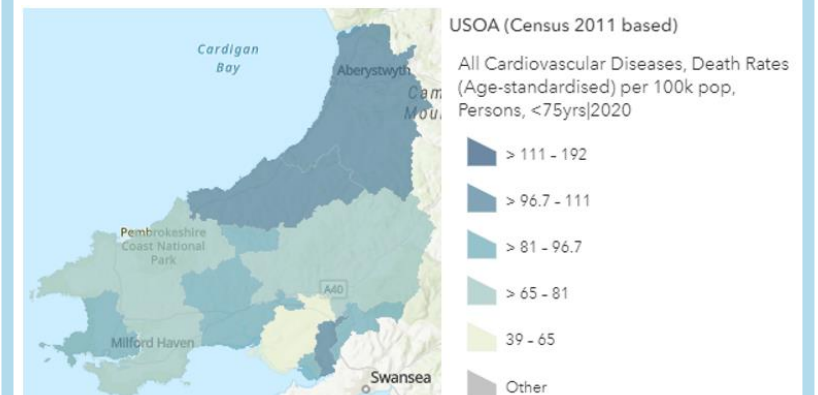 Cardigan
Bay
Aberystwyth
Cam
Mou
Pembrokeshire
Coast National
Park
A40
Milford Haven
Swansea
USOA (Census 2011 based)
All Cardiovascular Diseases, Death Rates
(Age-standardised) per 100k pop,
Persons, <75yrs|2020
> 111 - 192
> 96.7 - 111
> 81 - 96.7
> 65 - 81
39 - 65
Other